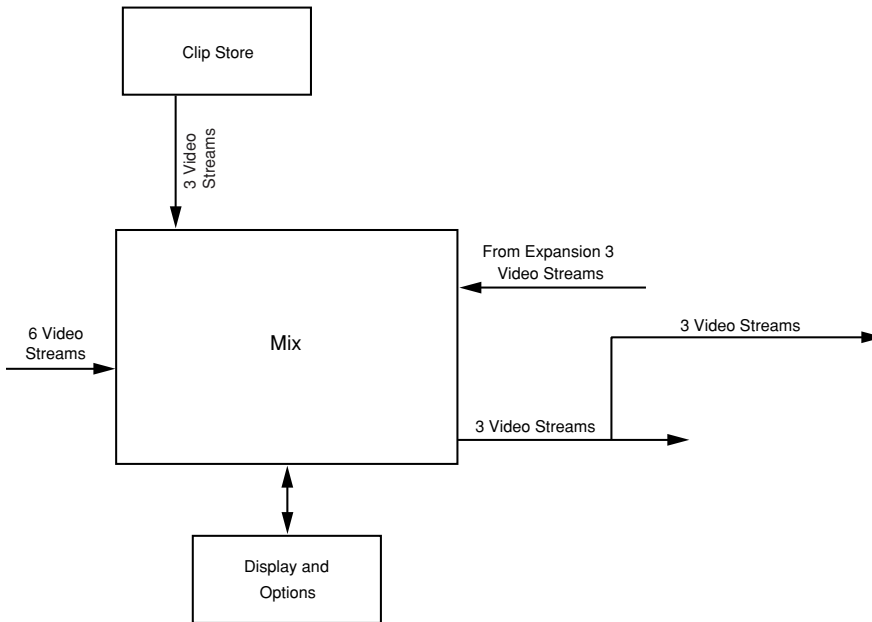 Clip Store
3 Video
Streams
From Expansion 3
Video Streams
3 Video Streams
6 Video
Streams
Mix
3 Video Streams
Display and
Options